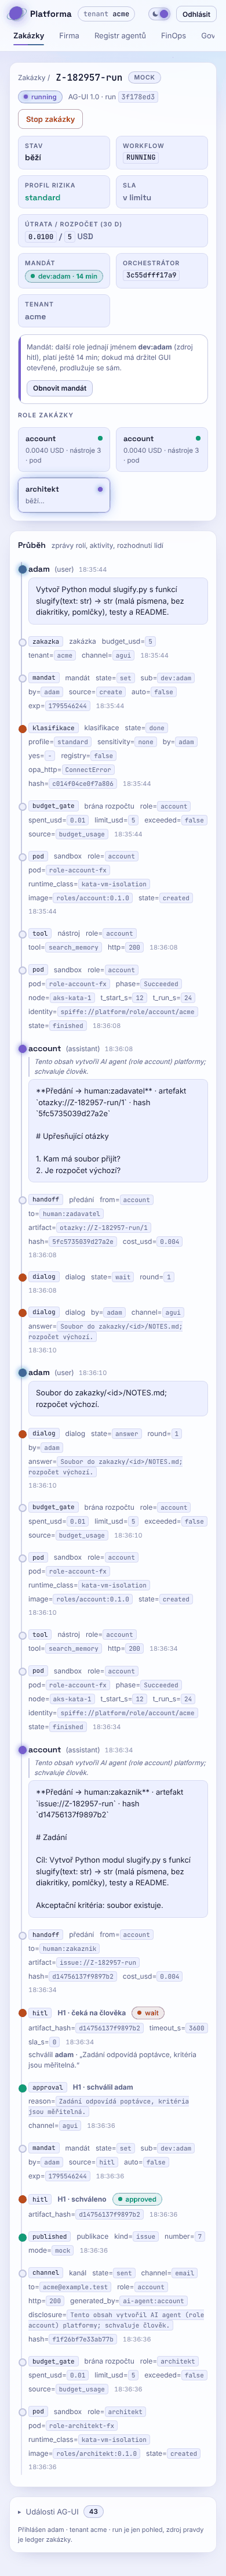 Platforma tenant acme Odhlásit
Zakázky Firma Registr agentů FinOps Gov
Zakázky / Z-182957-run MOCK
running AG-UI 1.0 · run 3f178ed3
Stop zakázky
STAV
běží
WORKFLOW
RUNNING
PROFIL RIZIKA
standard
SLA
v limitu
ÚTRATA / ROZPOČET (30 D)
0.0100 / 5 USD
MANDÁT
dev:adam · 14 min
ORCHESTRÁTOR
3c55dfff17a9
TENANT
acme
Mandát: další role jednají jménem dev:adam (zdroj
hitl), platí ještě 14 min; dokud má držitel GUI
otevřené, prodlužuje se sám.
Obnovit mandát
ROLE ZAKÁZKY
account
0.0040 USD · nástroje 3
· pod
account
0.0040 USD · nástroje 3
· pod
architekt
běží…
Průběh zprávy rolí, aktivity, rozhodnutí lidí
adam (user) 18:35:44
Vytvoř Python modul slugify.py s funkcí
slugify(text: str) -> str (malá písmena, bez
diakritiky, pomlčky), testy a README.
zakazka zakázka budget_usd= 5
tenant= acme channel= agui 18:35:44
mandat mandát state= set sub= dev:adam
by= adam source= create auto= false
exp= 1795546244 18:35:44
klasifikace klasifikace state= done
profile= standard sensitivity= none by= adam
yes= - registry= false
opa_http= ConnectError
hash= c014f04ce0f7a806 18:35:44
budget_gate brána rozpočtu role= account
spent_usd= 0.01 limit_usd= 5 exceeded= false
source= budget_usage 18:35:44
pod sandbox role= account
pod= role-account-fx
runtime_class= kata-vm-isolation
image= roles/account:0.1.0 state= created
18:35:44
tool nástroj role= account
tool= search_memory http= 200 18:36:08
pod sandbox role= account
pod= role-account-fx phase= Succeeded
node= aks-kata-1 t_start_s= 12 t_run_s= 24
identity= spiffe://platform/role/account/acme
state= finished 18:36:08
account (assistant) 18:36:08
Tento obsah vytvořil AI agent (role account) platformy;
schvaluje člověk.
**Předání → human:zadavatel** · artefakt
`otazky://Z-182957-run/1` · hash
`5fc5735039d27a2e`
# Upřesňující otázky
1. Kam má soubor přijít?
2. Je rozpočet výchozí?
handoff předání from= account
to= human:zadavatel
artifact= otazky://Z-182957-run/1
hash= 5fc5735039d27a2e cost_usd= 0.004
18:36:08
dialog dialog state= wait round= 1
18:36:08
dialog dialog by= adam channel= agui
answer= Soubor do zakazky/<id>/NOTES.md;
rozpočet výchozí.
18:36:10
adam (user) 18:36:10
Soubor do zakazky/<id>/NOTES.md;
rozpočet výchozí.
dialog dialog state= answer round= 1
by= adam
answer= Soubor do zakazky/<id>/NOTES.md;
rozpočet výchozí.
18:36:10
budget_gate brána rozpočtu role= account
spent_usd= 0.01 limit_usd= 5 exceeded= false
source= budget_usage 18:36:10
pod sandbox role= account
pod= role-account-fx
runtime_class= kata-vm-isolation
image= roles/account:0.1.0 state= created
18:36:10
tool nástroj role= account
tool= search_memory http= 200 18:36:34
pod sandbox role= account
pod= role-account-fx phase= Succeeded
node= aks-kata-1 t_start_s= 12 t_run_s= 24
identity= spiffe://platform/role/account/acme
state= finished 18:36:34
account (assistant) 18:36:34
Tento obsah vytvořil AI agent (role account) platformy;
schvaluje člověk.
**Předání → human:zakaznik** · artefakt
`issue://Z-182957-run` · hash
`d14756137f9897b2`
# Zadání
Cíl: Vytvoř Python modul slugify.py s funkcí
slugify(text: str) -> str (malá písmena, bez
diakritiky, pomlčky), testy a README.
Akceptační kritéria: soubor existuje.
handoff předání from= account
to= human:zakaznik
artifact= issue://Z-182957-run
hash= d14756137f9897b2 cost_usd= 0.004
18:36:34
hitl H1 · čeká na člověka wait
artifact_hash= d14756137f9897b2 timeout_s= 3600
sla_s= 0 18:36:34
schválil adam · „Zadání odpovídá poptávce, kritéria
jsou měřitelná.“
approval H1 · schválil adam
reason= Zadání odpovídá poptávce, kritéria
jsou měřitelná.
channel= agui 18:36:36
mandat mandát state= set sub= dev:adam
by= adam source= hitl auto= false
exp= 1795546244 18:36:36
hitl H1 · schváleno approved
artifact_hash= d14756137f9897b2 18:36:36
published publikace kind= issue number= 7
mode= mock 18:36:36
channel kanál state= sent channel= email
to= acme@example.test role= account
http= 200 generated_by= ai-agent:account
disclosure= Tento obsah vytvořil AI agent (role
account) platformy; schvaluje člověk.
hash= f1f26bf7e33ab77b 18:36:36
budget_gate brána rozpočtu role= architekt
spent_usd= 0.01 limit_usd= 5 exceeded= false
source= budget_usage 18:36:36
pod sandbox role= architekt
pod= role-architekt-fx
runtime_class= kata-vm-isolation
image= roles/architekt:0.1.0 state= created
18:36:36
▸ Události AG-UI 43
Přihlášen adam · tenant acme · run je jen pohled, zdroj pravdy
je ledger zakázky.